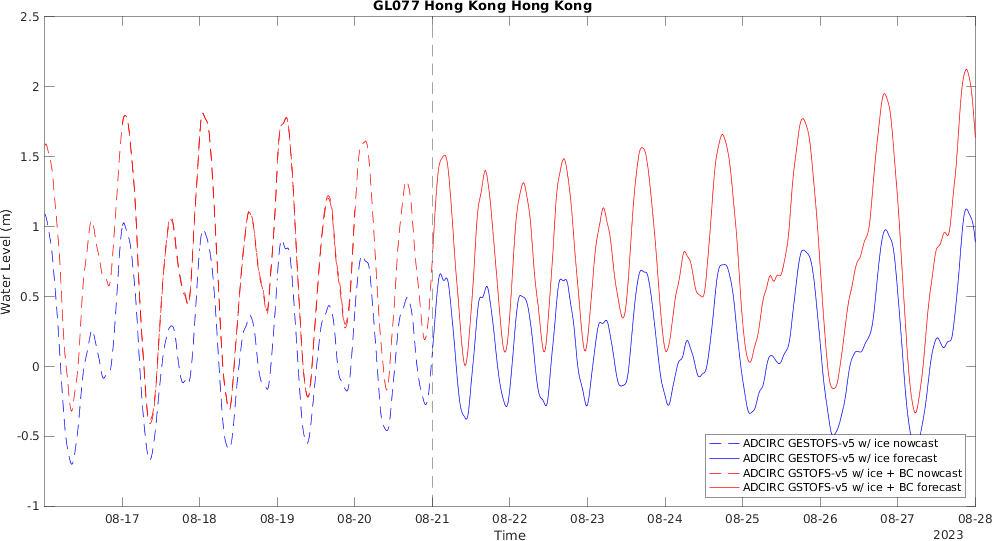 GL077 Hong Kong Hong Kong
2.5
2
1.5
1
0.5
0
-0.5
-1
Water Level (m)
ADCIRC GESTOFS-v5 w/ ice nowcast
ADCIRC GESTOFS-v5 w/ ice forecast
ADCIRC GSTOFS-v5 w/ ice + BC nowcast
ADCIRC GSTOFS-v5 w/ ice + BC forecast
08-17 08-18 08-19 08-20 08-21 08-22 08-23 08-24 08-25 08-26 08-27 08-28
Time
2023